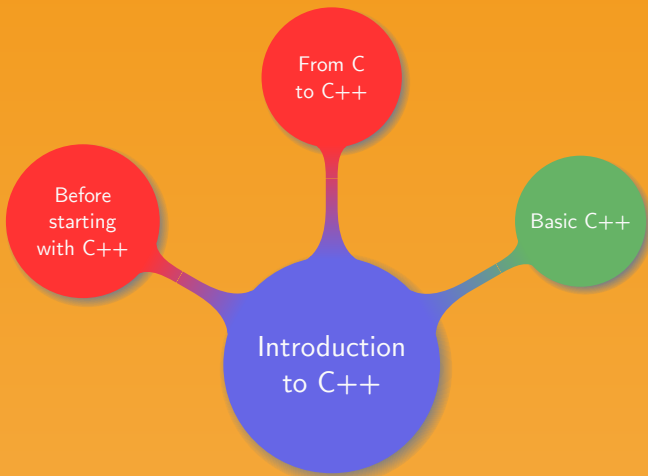 From C
to C++
Before
starting
with C++
Basic C++
Introduction
to C++